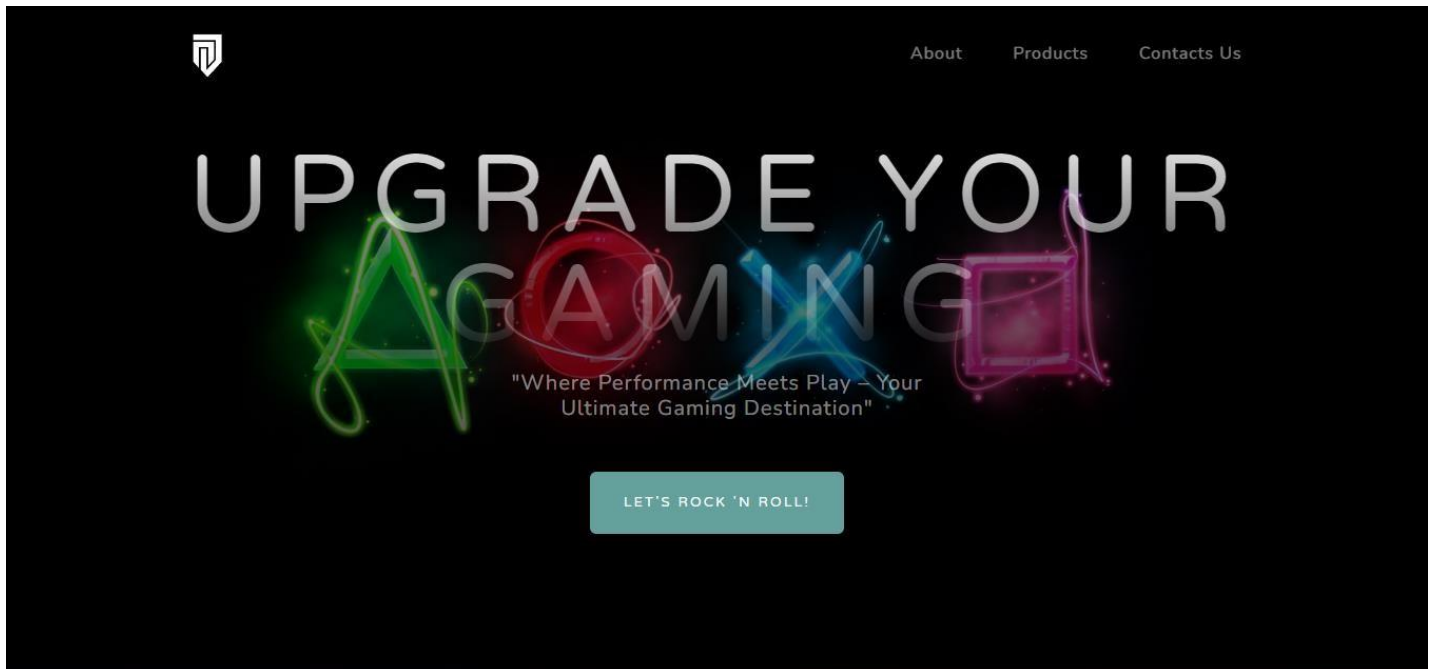 About Products Contacts Us
UPGRADE YOUR
GAMING
"Where Performance Meets Play – Your
Ultimate Gaming Destination"
LET'S ROCK 'N ROLL!